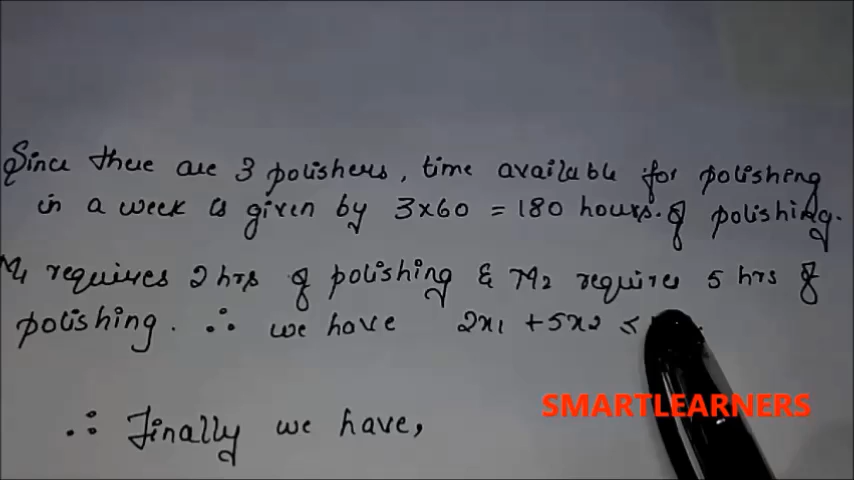 Since there are 3 polishers, time available for polisheng
in a week is given by 3x60 = 180 hours. of polishing.
M1 requires 2 hrs of polishing & M2 requires 5 hrs of
polishing. ∴ we have 2x1 + 5x2 ≤
SMARTLEARNERS
∴ Finally we have,